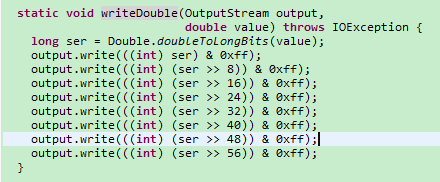 static void writeDouble(OutputStream output,
double value) throws IOException {
long ser = Double.doubleToLongBits(value);
output.write(((int) ser) & 0xff);
output.write(((int) (ser >> 8)) & 0xff);
output.write(((int) (ser >> 16)) & 0xff);
output.write(((int) (ser >> 24)) & 0xff);
output.write(((int) (ser >> 32)) & 0xff);
output.write(((int) (ser >> 40)) & 0xff);
output.write(((int) (ser >> 48)) & 0xff);
output.write(((int) (ser >> 56)) & 0xff);
}